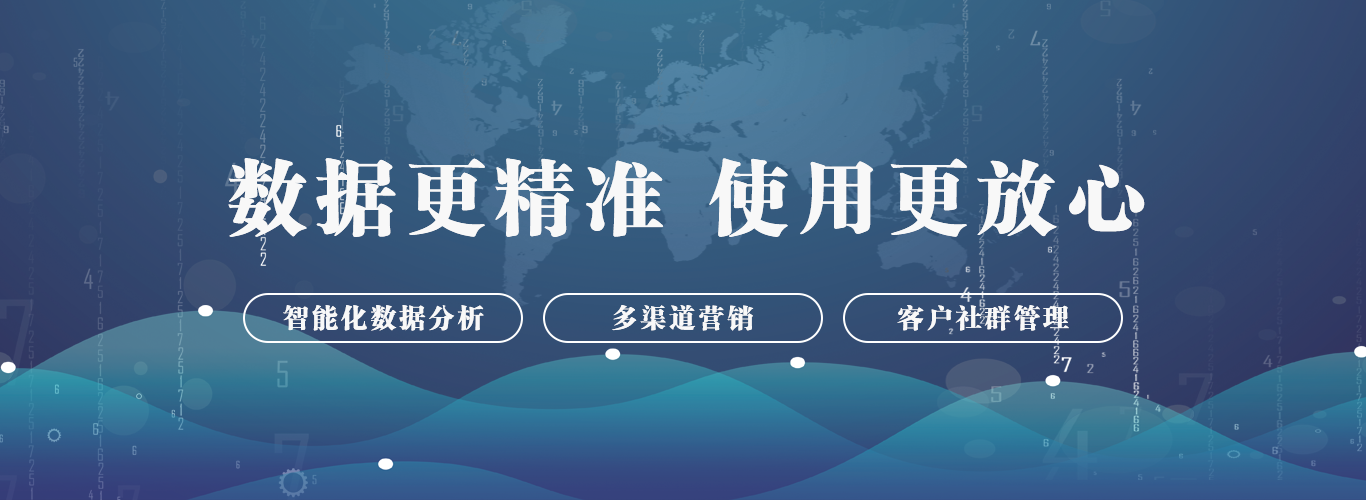 数据更精准 使用更放心
智能化数据分析
多渠道营销
客户社群管理